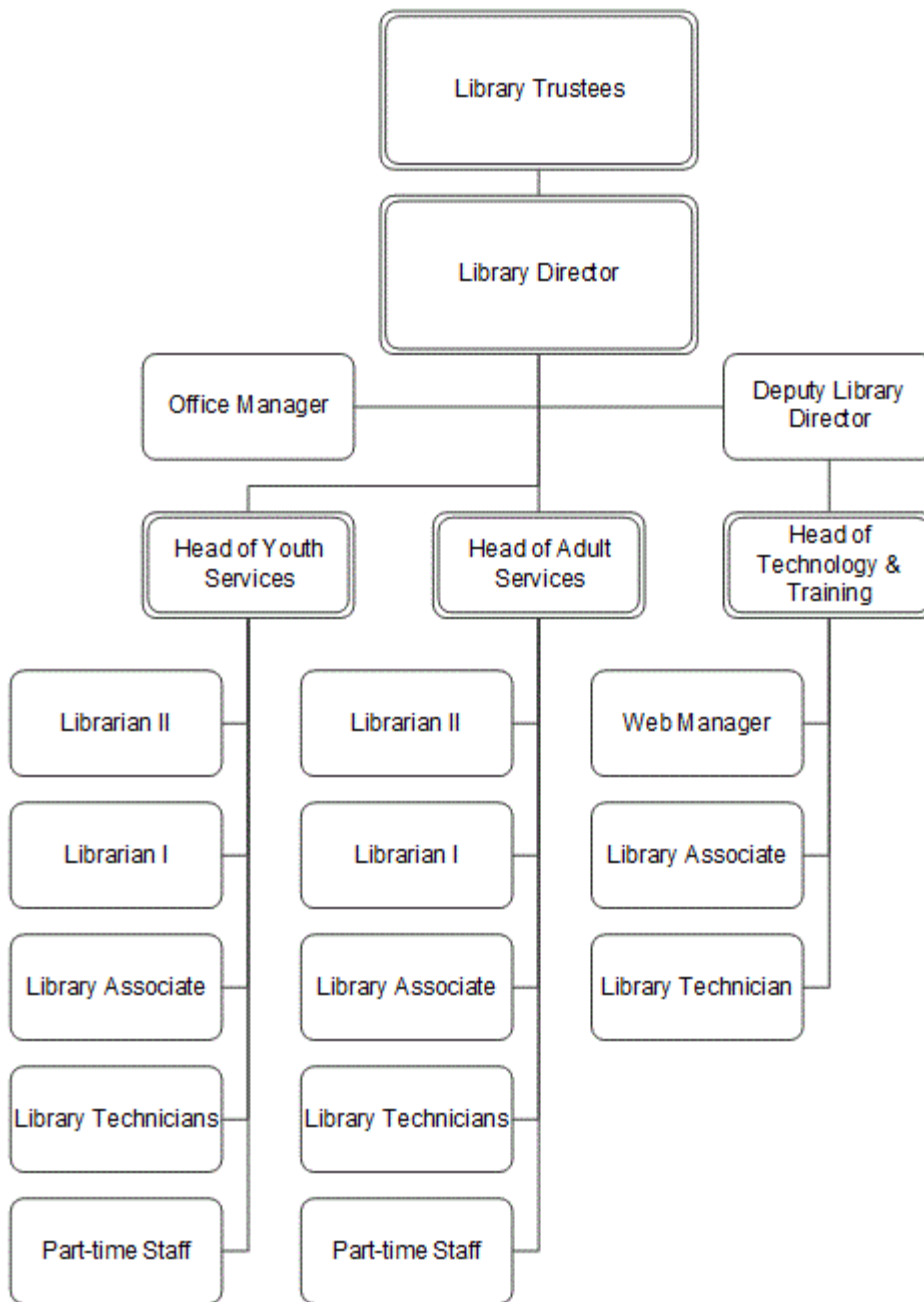 Library Trustees
Library Director
Office Manager
Deputy Library
Director
Head of Youth
Services
Head of Adult
Services
Head of
Technology &
Training
Librarian II
Librarian II
Web Manager
Librarian I
Librarian I
Library Associate
Library Associate
Library Associate
Library Technician
Library Technicians
Library Technicians
Part-time Staff
Part-time Staff